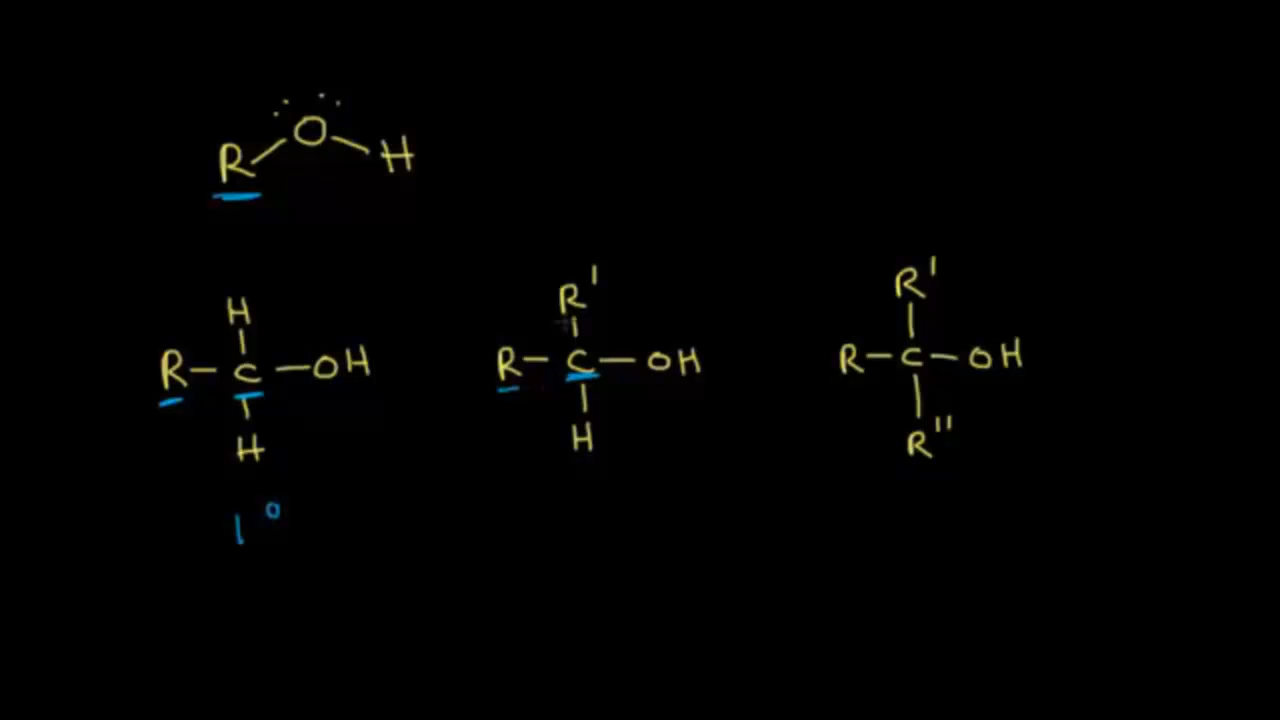 R O H
H R' R'
R-C-OH R-C-OH R-C-OH
H H R"
1°